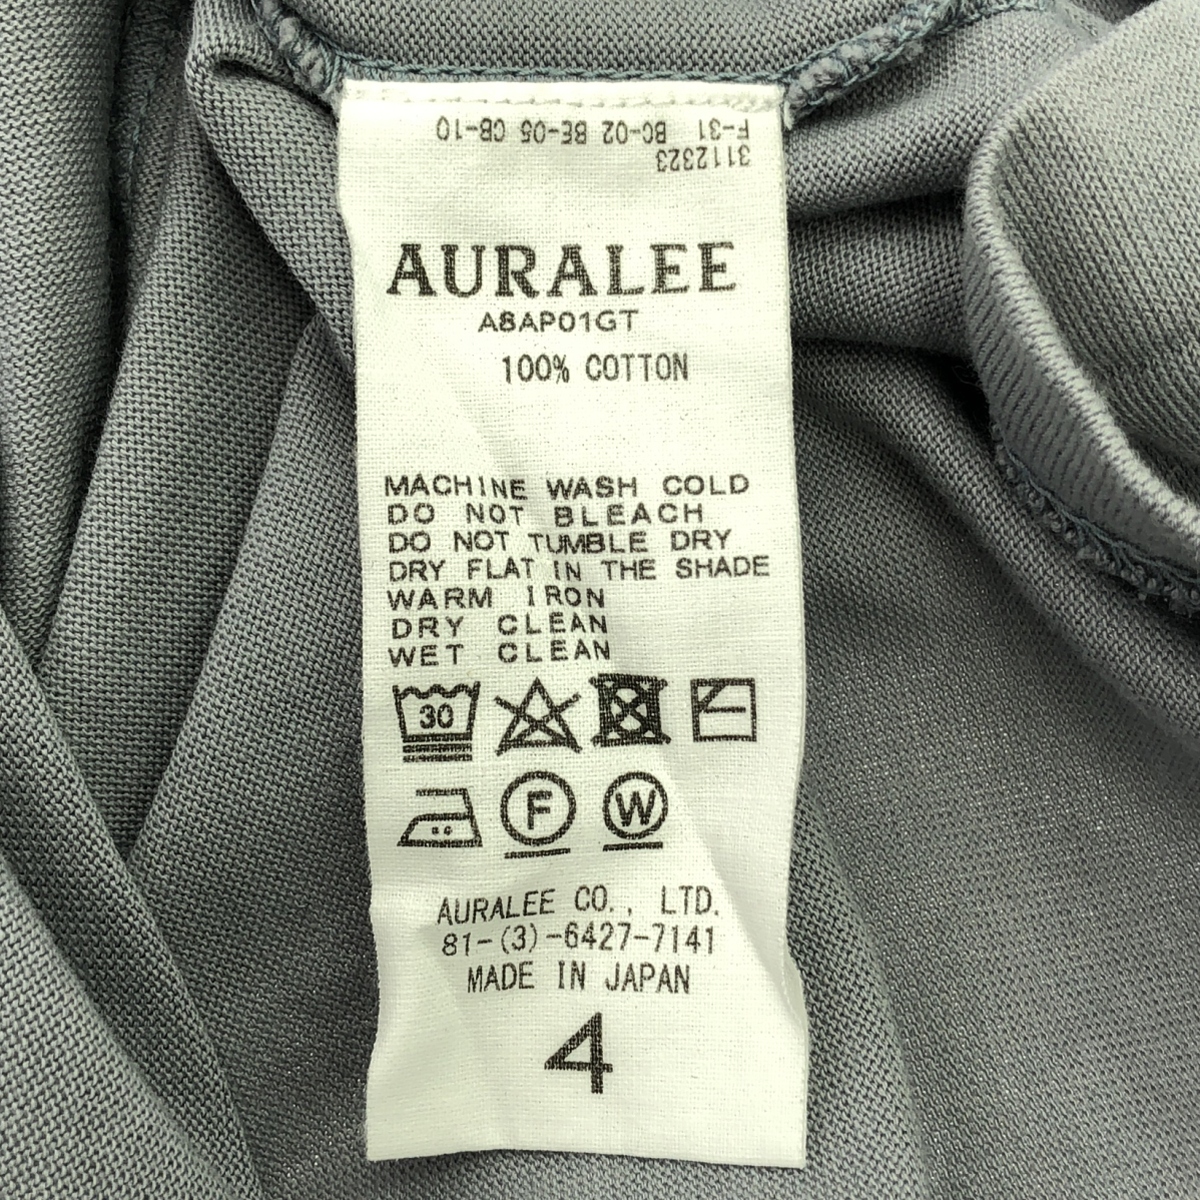 F-31 BC-02 BE-05 CB-10
3112323
AURALEE
A8AP01GT
100% COTTON
MACHINE WASH COLD
DO NOT BLEACH
DO NOT TUMBLE DRY
DRY FLAT IN THE SHADE
WARM IRON
DRY CLEAN
WET CLEAN
30
F W
AURALEE CO., LTD.
81-(3)-6427-7141
MADE IN JAPAN
4